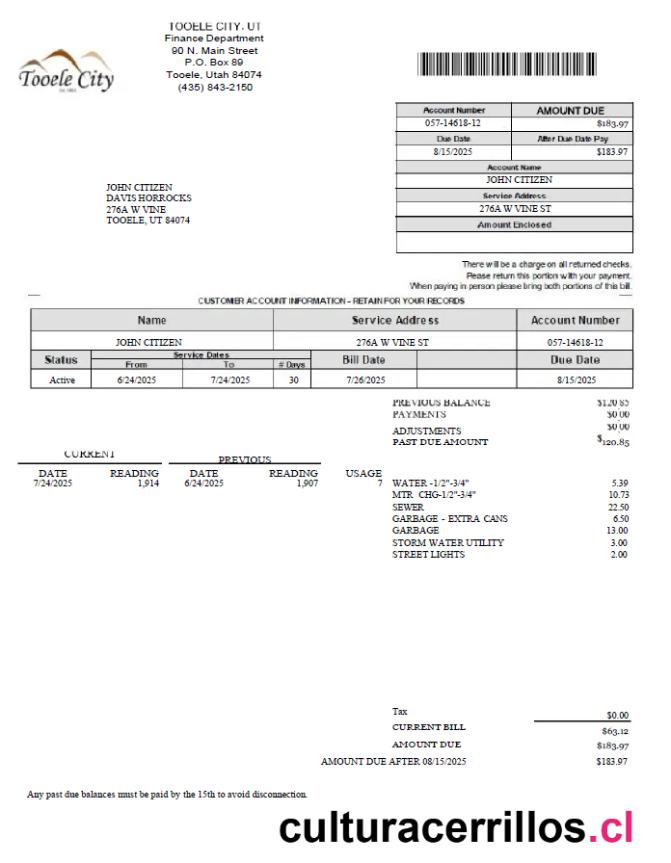 TOOELE CITY, UT
Finance Department
90 N. Main Street
P.O. Box 89
Tooele, Utah 84074
(435) 843-2150
Tooele City
Account Number AMOUNT DUE
057-14618-12 $183.97
Due Date After Due Date Pay
8/15/2025 $183.97
Account Name
JOHN CITIZEN
Service Address
276A W VINE ST
Amount Enclosed
JOHN CITIZEN
DAVIS HORROCKS
276A W VINE
TOOELE, UT 84074
There will be a charge on all returned checks.
Please return this portion with your payment.
When paying in person please bring both portions of this bill.
CUSTOMER ACCOUNT INFORMATION - RETAIN FOR YOUR RECORDS
Name Service Address Account Number
JOHN CITIZEN 276A W VINE ST 057-14618-12
Status Service Dates Bill Date Due Date
From To # Days
Active 6/24/2025 7/24/2025 30 7/26/2025 8/15/2025
PREVIOUS BALANCE $120.85
PAYMENTS $0.00
ADJUSTMENTS $0.00
PAST DUE AMOUNT $120.85
CURRENT PREVIOUS
DATE READING DATE READING USAGE
7/24/2025 1,914 6/24/2025 1,907 7
WATER -1/2"-3/4" 5.39
MTR CHG-1/2"-3/4" 10.73
SEWER 22.50
GARBAGE - EXTRA CANS 6.50
GARBAGE 13.00
STORM WATER UTILITY 3.00
STREET LIGHTS 2.00
Tax $0.00
CURRENT BILL $63.12
AMOUNT DUE $183.97
AMOUNT DUE AFTER 08/15/2025 $183.97
Any past due balances must be paid by the 15th to avoid disconnection.
culturacerrillos.cl